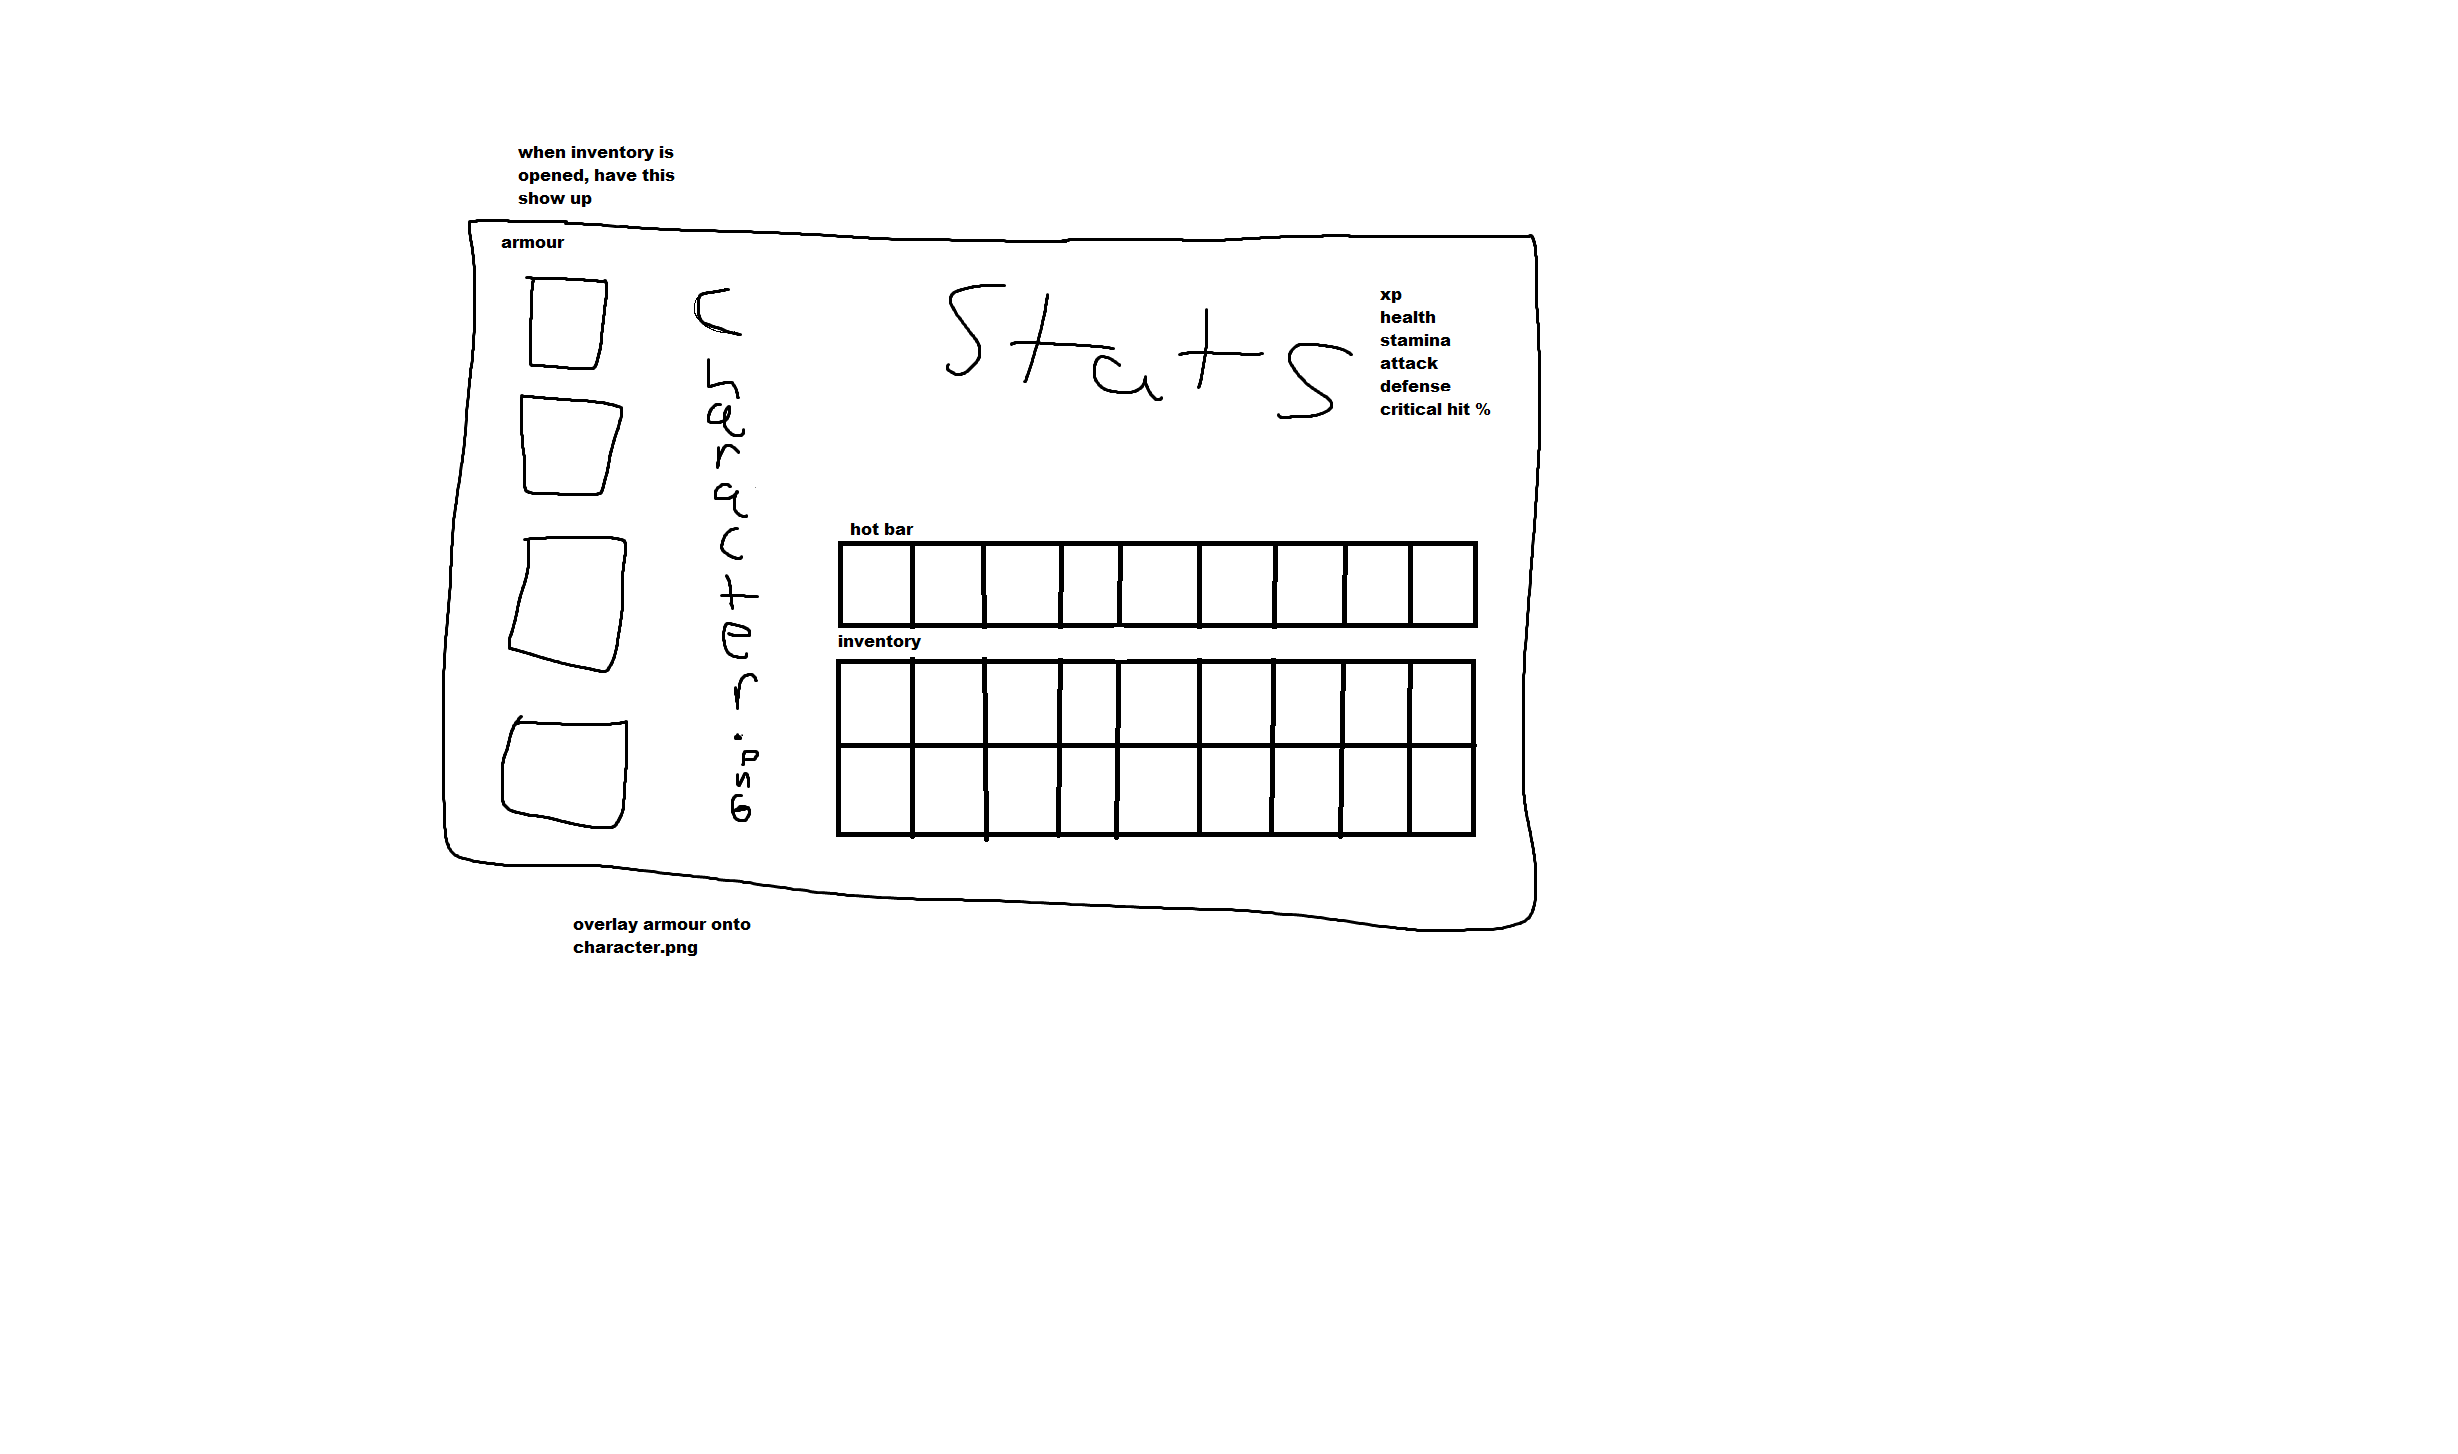 when inventory is
opened, have this
show up
armour
Character.png
Stats
xp
health
stamina
attack
defense
critical hit %
hot bar
inventory
overlay armour onto
character.png